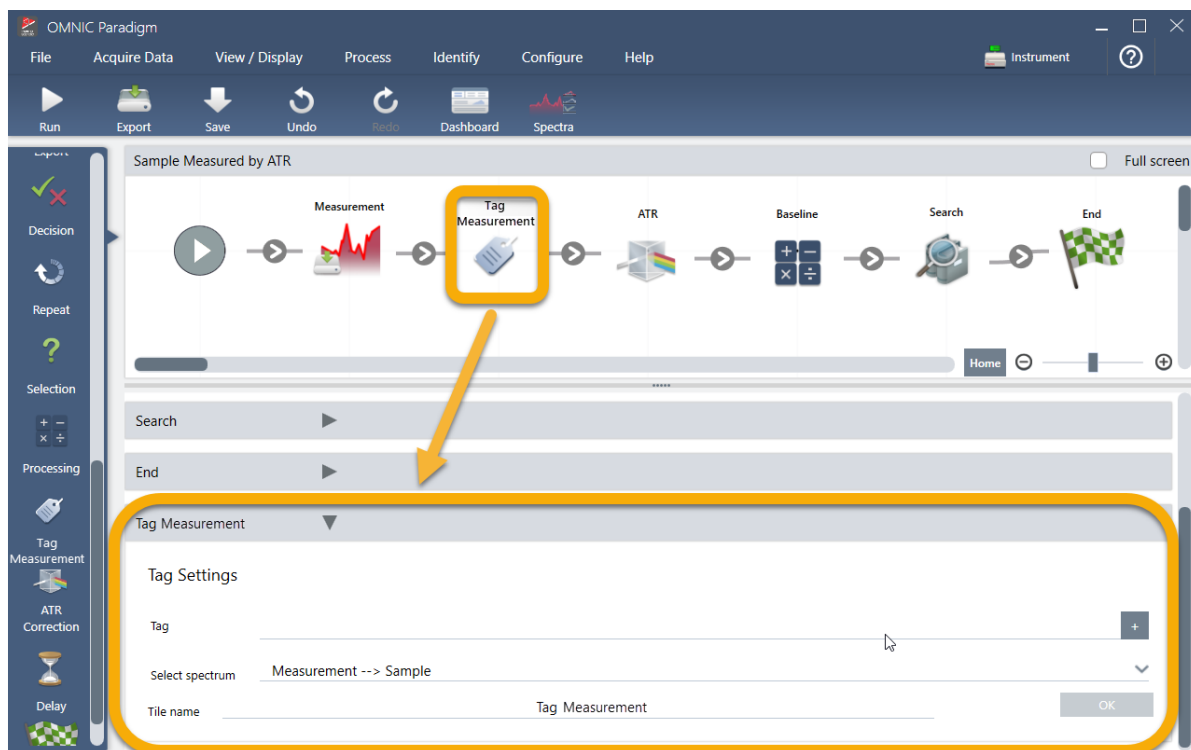 OMNIC Paradigm
File Acquire Data View / Display Process Identify Configure Help Instrument
Run Export Save Undo Redo Dashboard Spectra
Export
Decision
Repeat
Selection
Processing
Tag
Measurement
ATR
Correction
Delay
Sample Measured by ATR Full screen
Measurement
Tag
Measurement
ATR
Baseline
Search
End
Home
Search
End
Tag Measurement
Tag Settings
Tag +
Select spectrum Measurement --> Sample
Tile name Tag Measurement OK